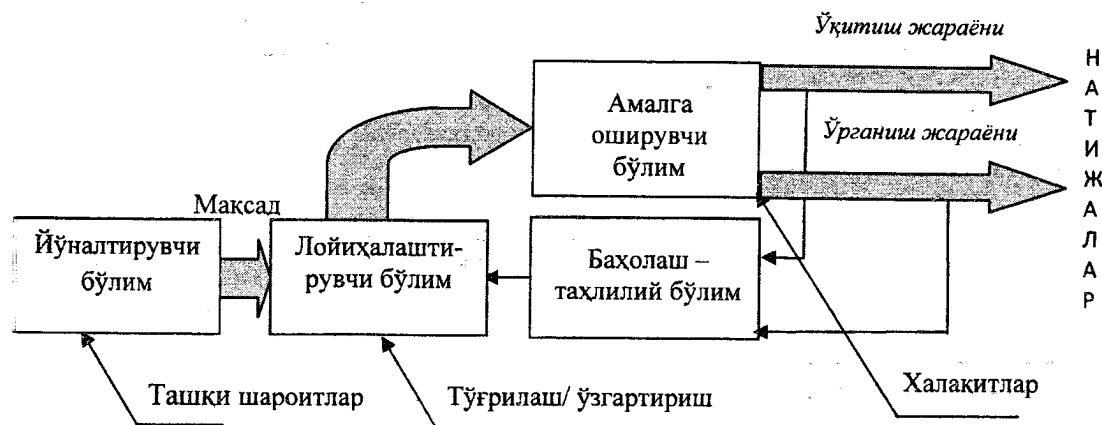 Ўқитиш жараёни
НАТИЖАЛАР
Амалга
оширувчи
бўлим
Ўрганиш жараёни
Мақсад
Йўналтирувчи
бўлим
Лойиҳалашти-
рувчи бўлим
Баҳолаш –
таҳлилий бўлим
Ташқи шароитлар
Тўғрилаш/ ўзгартириш
Халақитлар